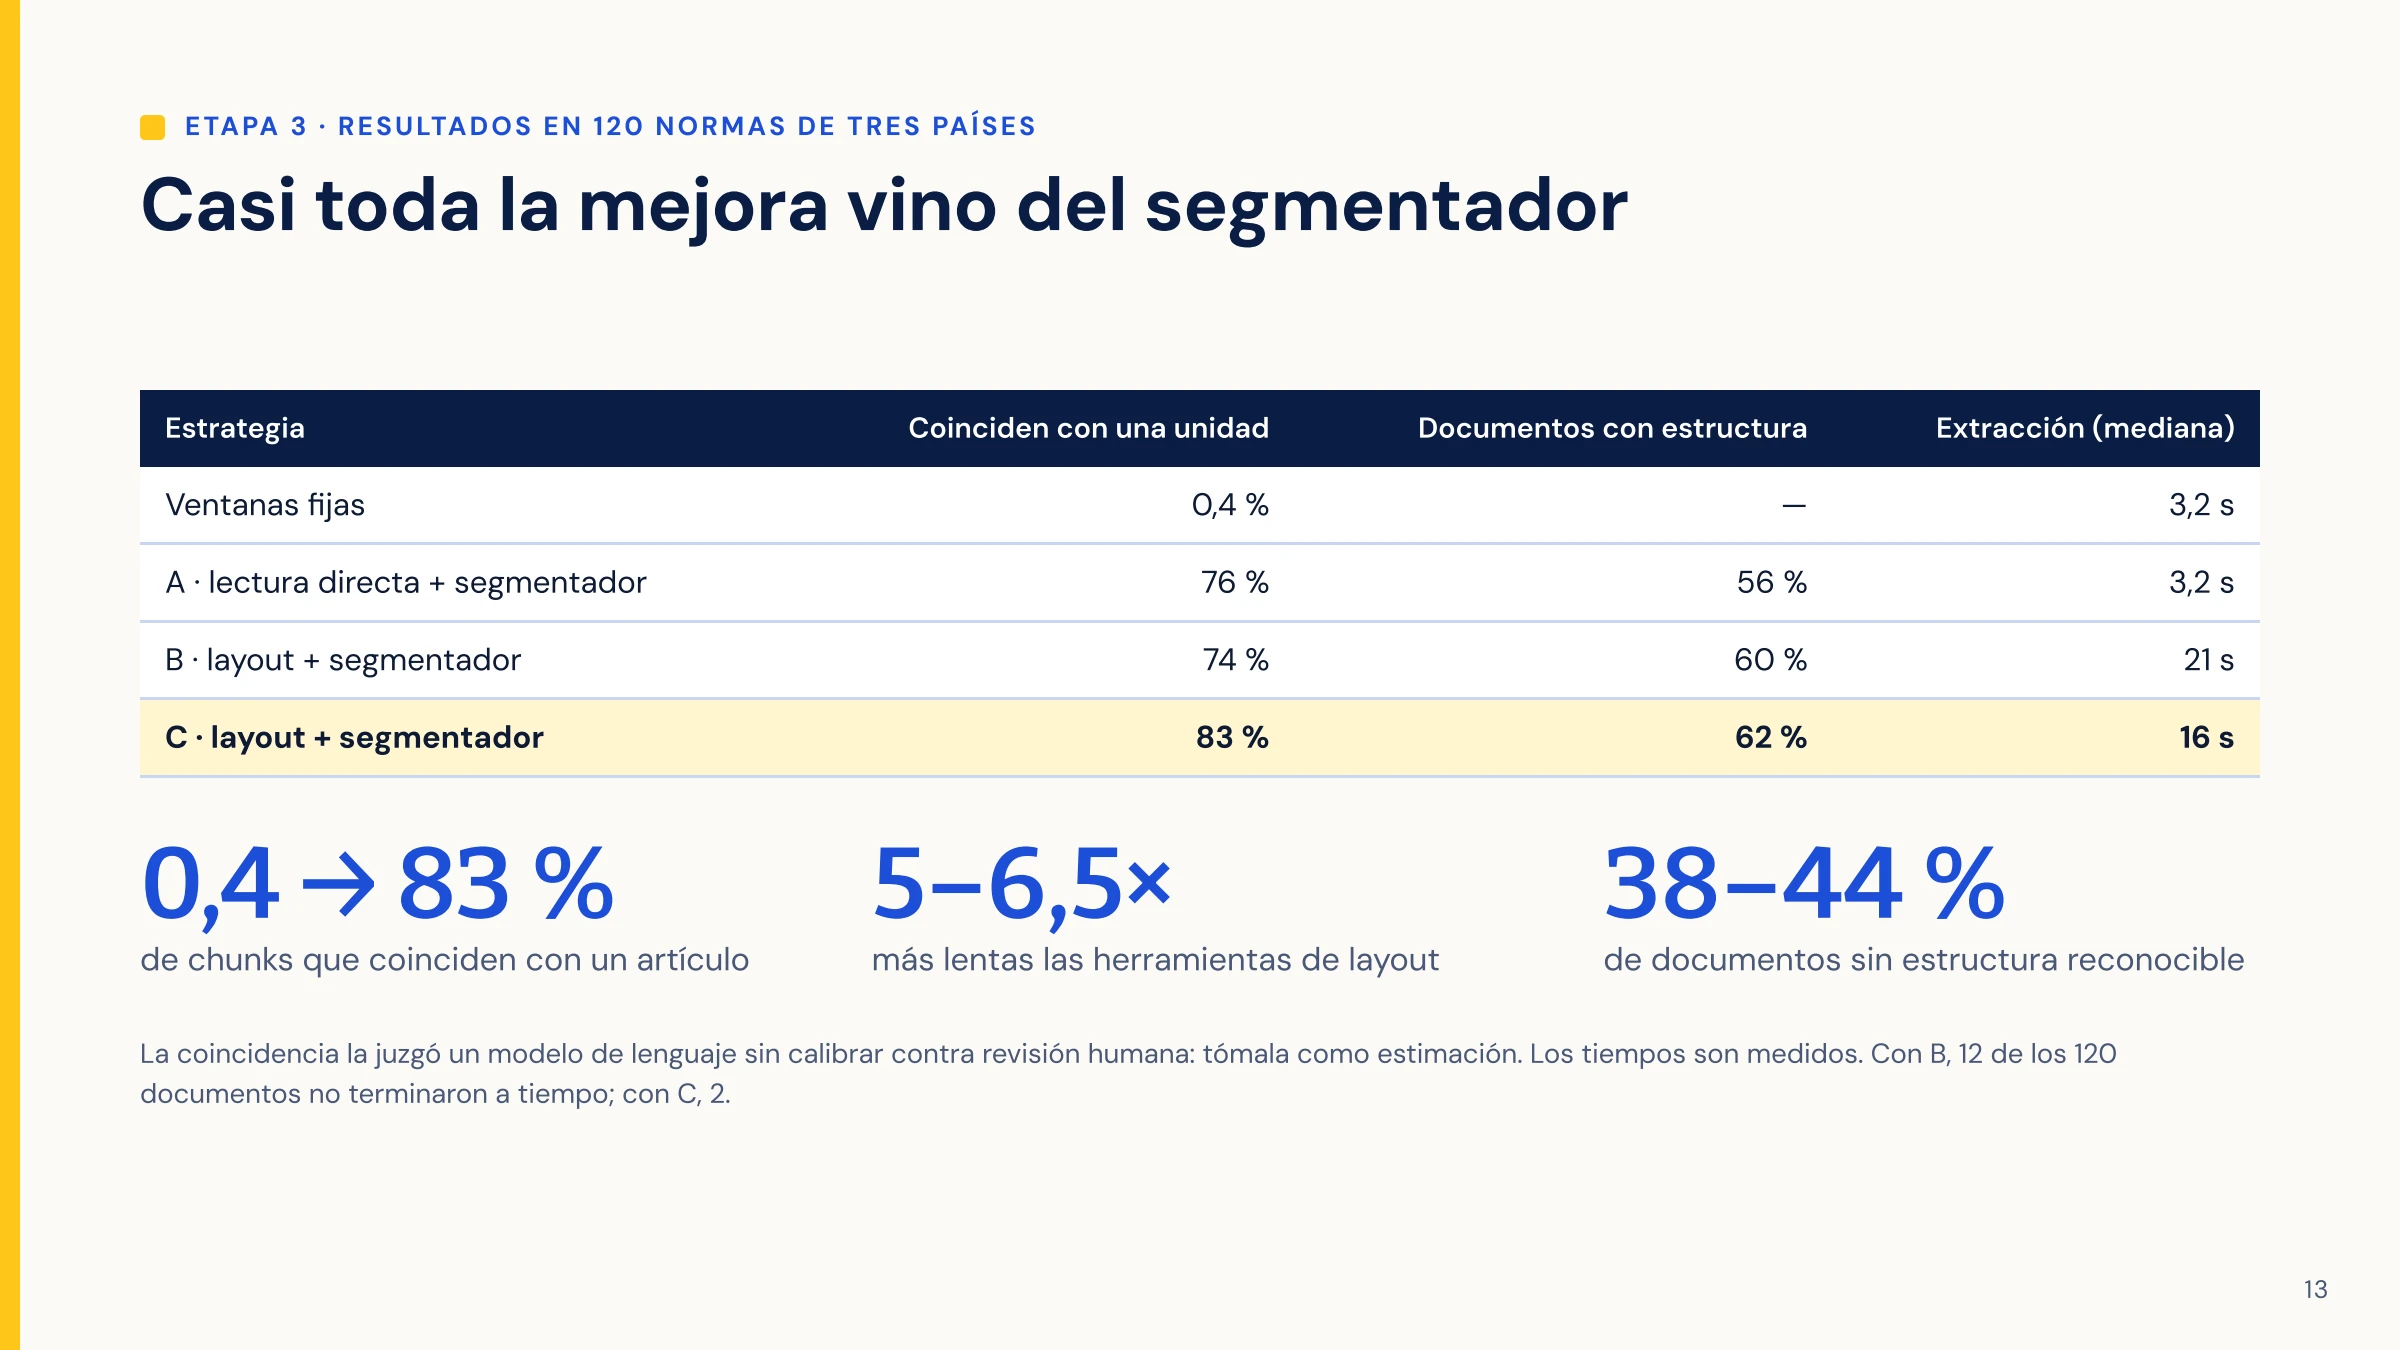 ETAPA 3 · RESULTADOS EN 120 NORMAS DE TRES PAÍSES
Casi toda la mejora vino del segmentador
Estrategia Coinciden con una unidad Documentos con estructura Extracción (mediana)
Ventanas fijas 0,4 % — 3,2 s
A · lectura directa + segmentador 76 % 56 % 3,2 s
B · layout + segmentador 74 % 60 % 21 s
C · layout + segmentador 83 % 62 % 16 s
0,4 → 83 % 5–6,5× 38–44 %
de chunks que coinciden con un artículo más lentas las herramientas de layout de documentos sin estructura reconocible
La coincidencia la juzgó un modelo de lenguaje sin calibrar contra revisión humana: tómala como estimación. Los tiempos son medidos. Con B, 12 de los 120
documentos no terminaron a tiempo; con C, 2.
13